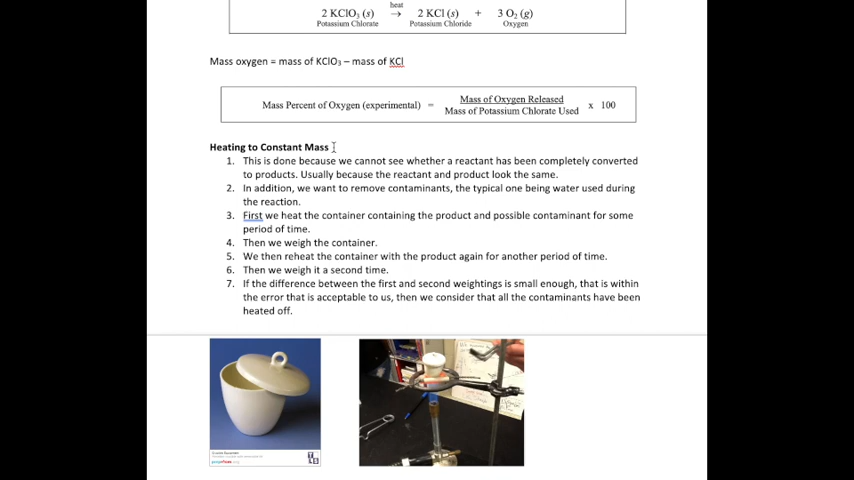 heat
2 KClO₃ (s) → 2 KCl (s) + 3 O₂ (g)
Potassium Chlorate Potassium Chloride Oxygen
Mass oxygen = mass of KClO₃ – mass of KCl
Mass Percent of Oxygen (experimental) = Mass of Oxygen Released x 100
Mass of Potassium Chlorate Used
Heating to Constant Mass
1. This is done because we cannot see whether a reactant has been completely converted
to products. Usually because the reactant and product look the same.
2. In addition, we want to remove contaminants, the typical one being water used during
the reaction.
3. First we heat the container containing the product and possible contaminant for some
period of time.
4. Then we weigh the container.
5. We then reheat the container with the product again for another period of time.
6. Then we weigh it a second time.
7. If the difference between the first and second weightings is small enough, that is within
the error that is acceptable to us, then we consider that all the contaminants have been
heated off.